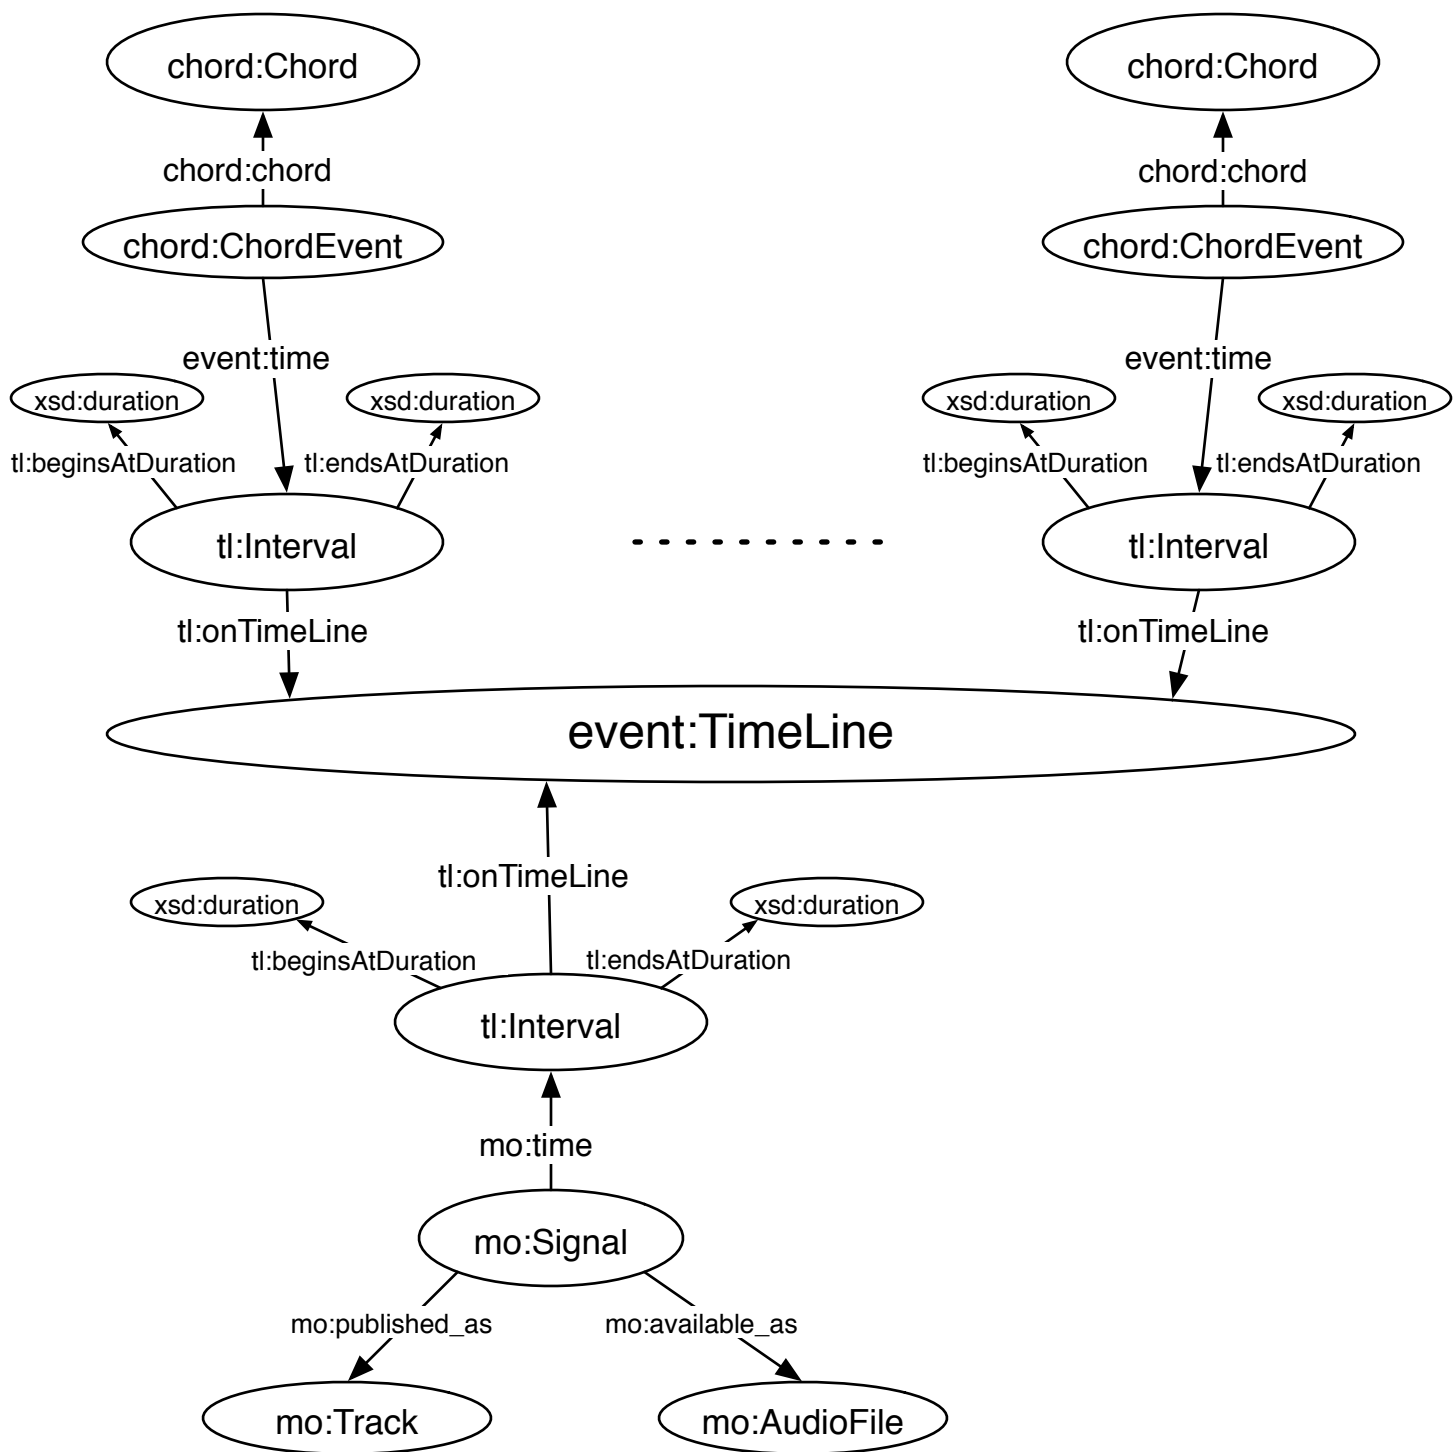 chord:Chord
chord:Chord
chord:chord
chord:chord
chord:ChordEvent
chord:ChordEvent
event:time
event:time
xsd:duration
xsd:duration
xsd:duration
xsd:duration
tl:beginsAtDuration
tl:endsAtDuration
tl:beginsAtDuration
tl:endsAtDuration
tl:Interval
tl:Interval
tl:onTimeLine
tl:onTimeLine
event:TimeLine
tl:onTimeLine
xsd:duration
xsd:duration
tl:beginsAtDuration
tl:endsAtDuration
tl:Interval
mo:time
mo:Signal
mo:published_as
mo:available_as
mo:Track
mo:AudioFile